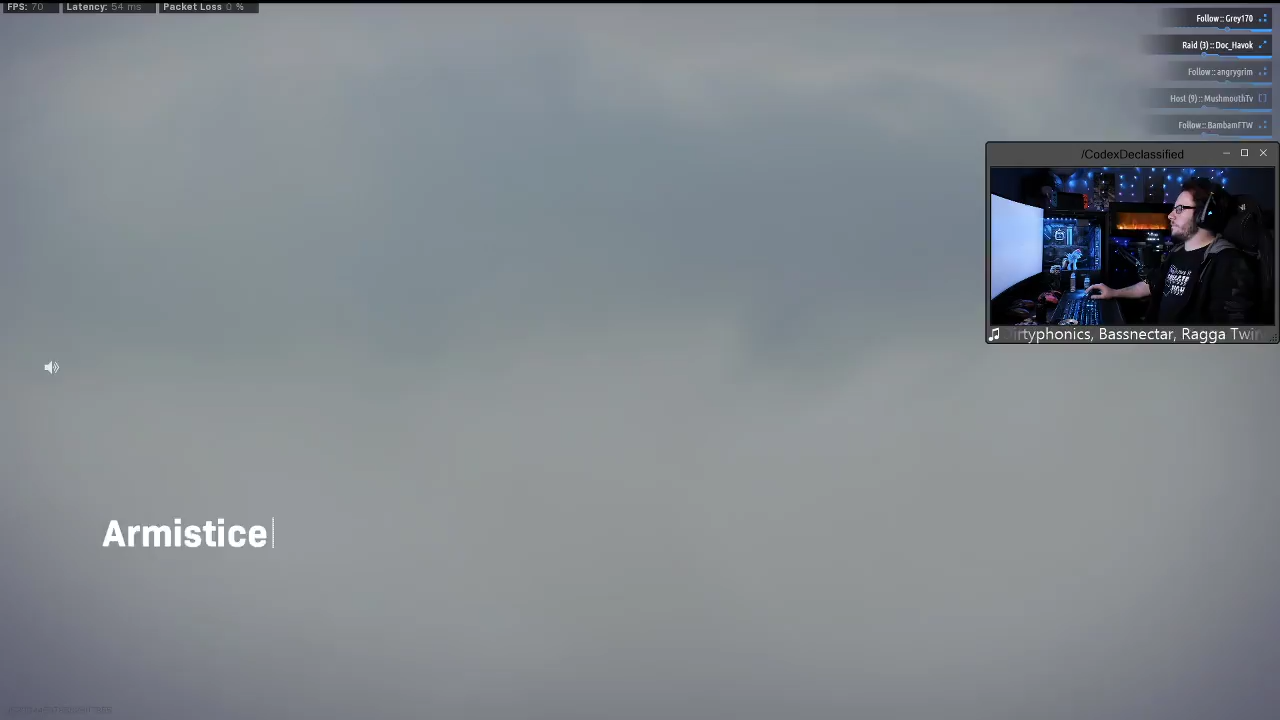 FPS: 70 Latency: 54 ms Packet Loss 0 %
Follow :: Grey170
Raid (3) :: Doc_Havok
Follow :: angrygrim
Host (9) :: MushmouthTv
Follow :: BambamFTW
/CodexDeclassified
rtyphonics, Bassnectar, Ragga Twin
Armistice